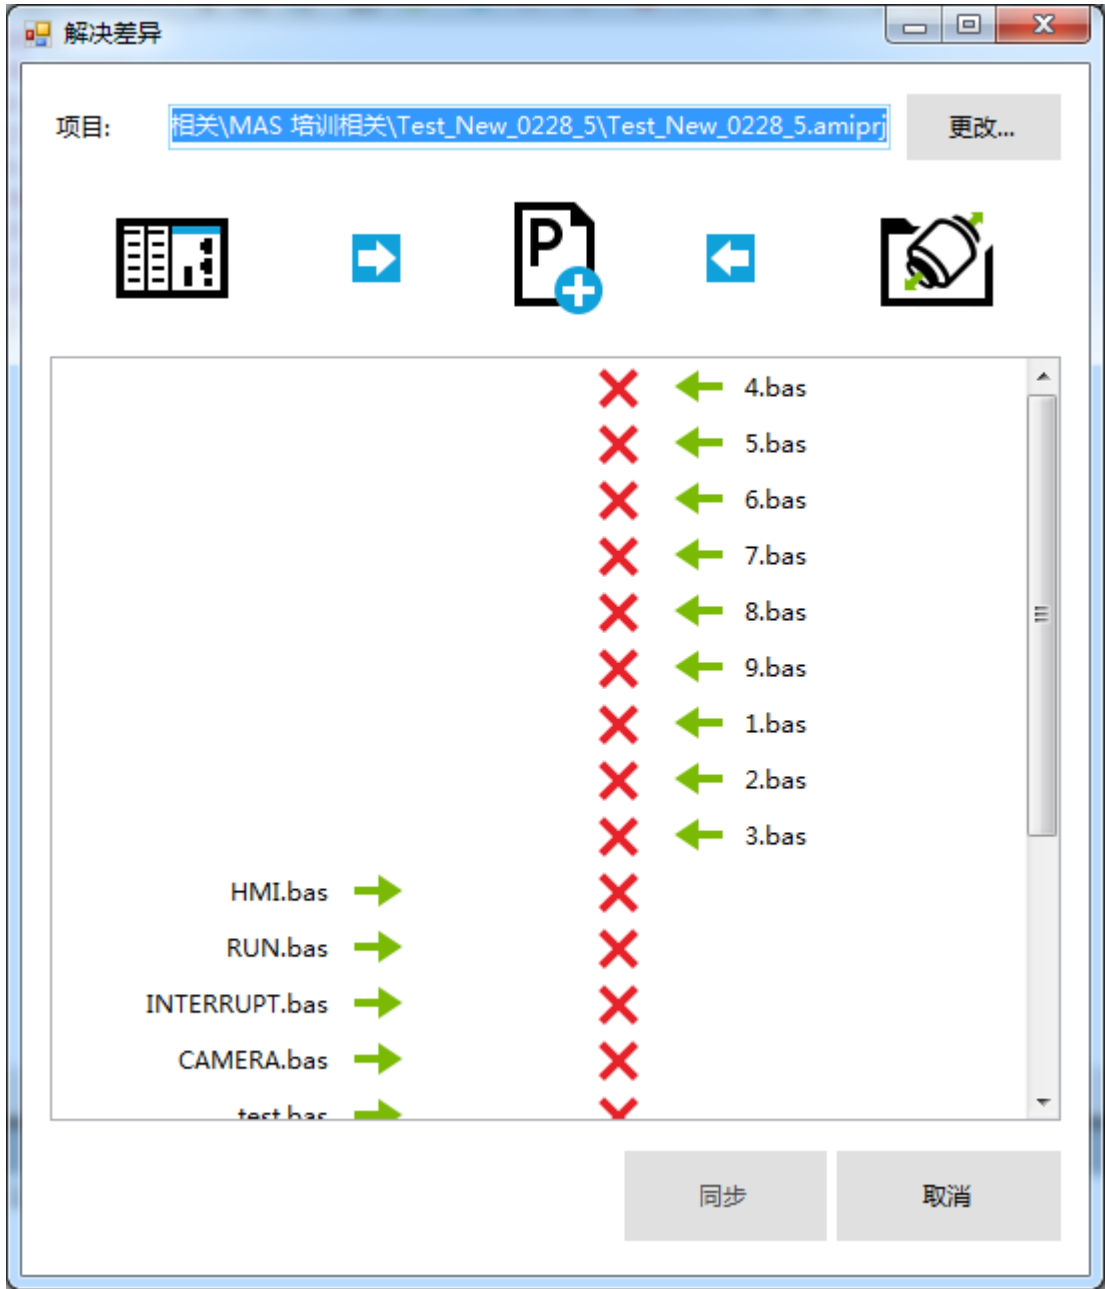 解决差异
项目:
相关\MAS 培训相关\Test_New_0228_5\Test_New_0228_5.amiprj
更改...
P
4.bas
5.bas
6.bas
7.bas
8.bas
9.bas
1.bas
2.bas
3.bas
HMI.bas
RUN.bas
INTERRUPT.bas
CAMERA.bas
test.bas
同步
取消